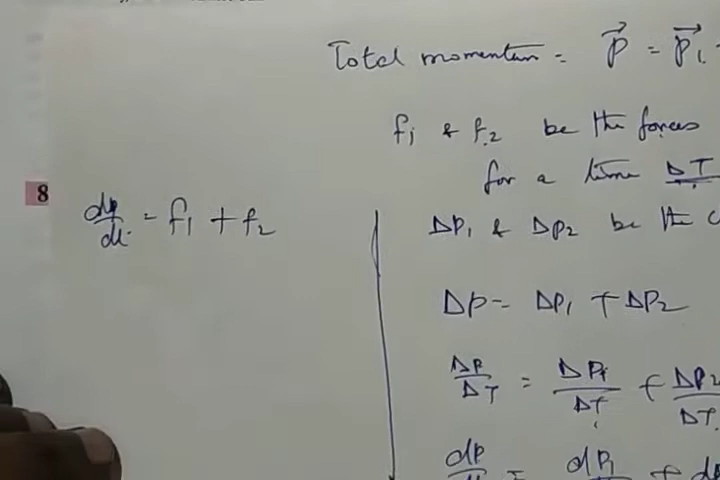 Total momentum = p⃗ = p⃗₁
f₁ & f₂ be the forces
for a time ΔT
ΔP₁ & ΔP₂ be the
Δp = ΔP₁ + ΔP₂
ΔP/ΔT = ΔP₁/ΔT + ΔP₂/ΔT
dp = dP₁ +
8
dp/dt = f₁ + f₂